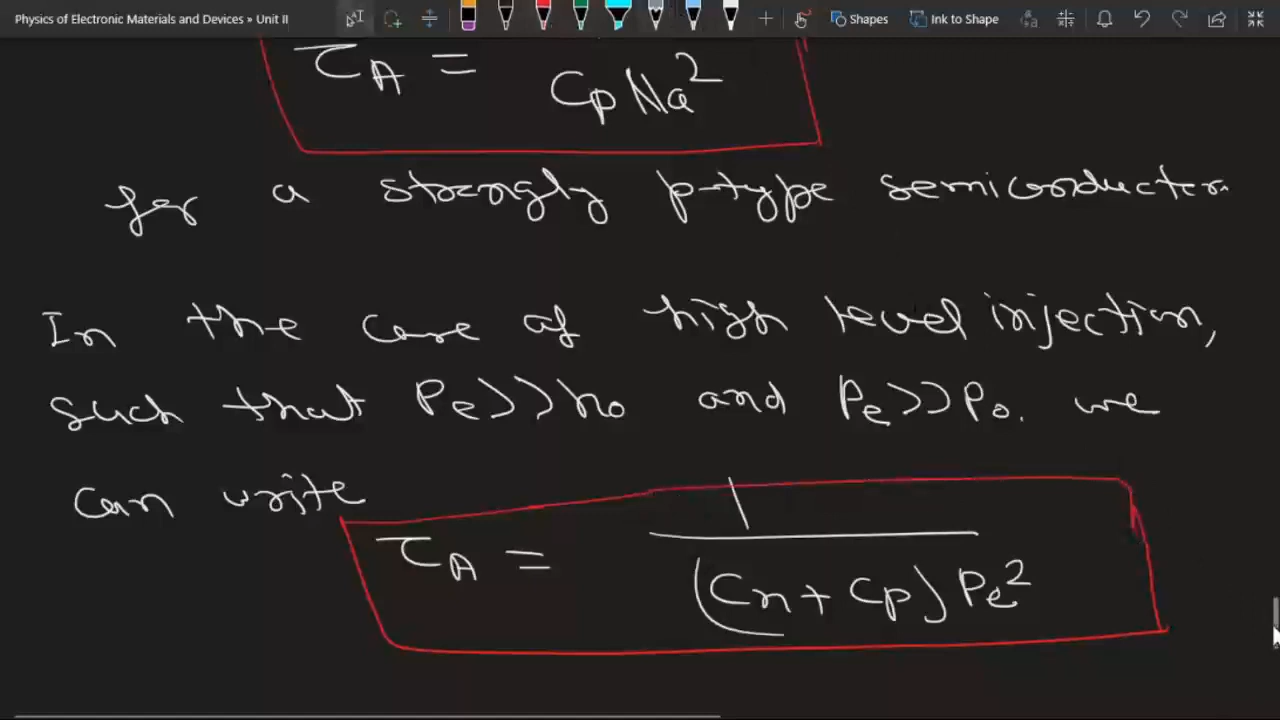 Physics of Electronic Materials and Devices » Unit II
Shapes
Ink to Shape
τA =
Cp Na²
for a strongly p-type semiconductor.
In the case of high level injection,
such that Pe>>no and Pe>>Po. we
can write
τA = 1
(Cn + Cp) Pe²